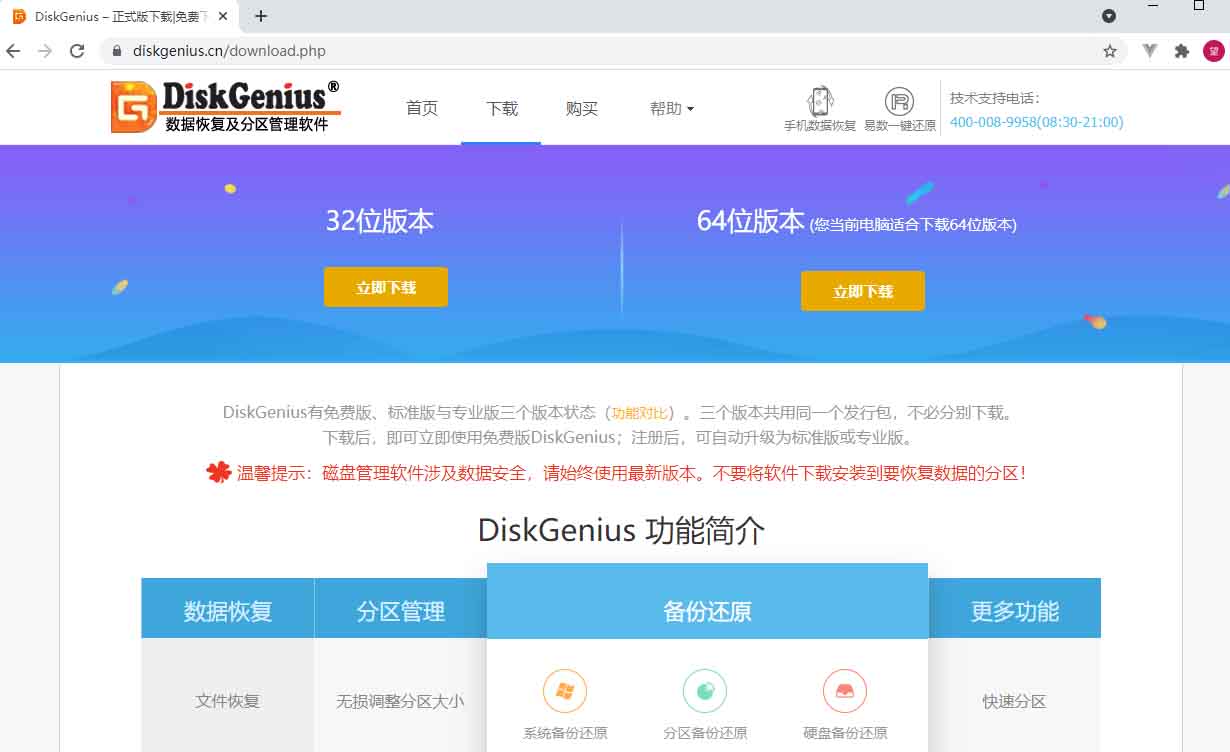 DiskGenius – 正式版下载|免费下
diskgenius.cn/download.php
望
DiskGenius®
数据恢复及分区管理软件
首页
下载
购买
帮助
手机数据恢复
易数一键还原
技术支持电话：
400-008-9958(08:30-21:00)
32位版本
立即下载
64位版本 (您当前电脑适合下载64位版本)
立即下载
DiskGenius有免费版、标准版与专业版三个版本状态（功能对比）。三个版本共用同一个发行包，不必分别下载。
下载后，即可立即使用免费版DiskGenius；注册后，可自动升级为标准版或专业版。
温馨提示：磁盘管理软件涉及数据安全，请始终使用最新版本。不要将软件下载安装到要恢复数据的分区！
DiskGenius 功能简介
数据恢复
分区管理
备份还原
更多功能
文件恢复
无损调整分区大小
系统备份还原
分区备份还原
硬盘备份还原
快速分区